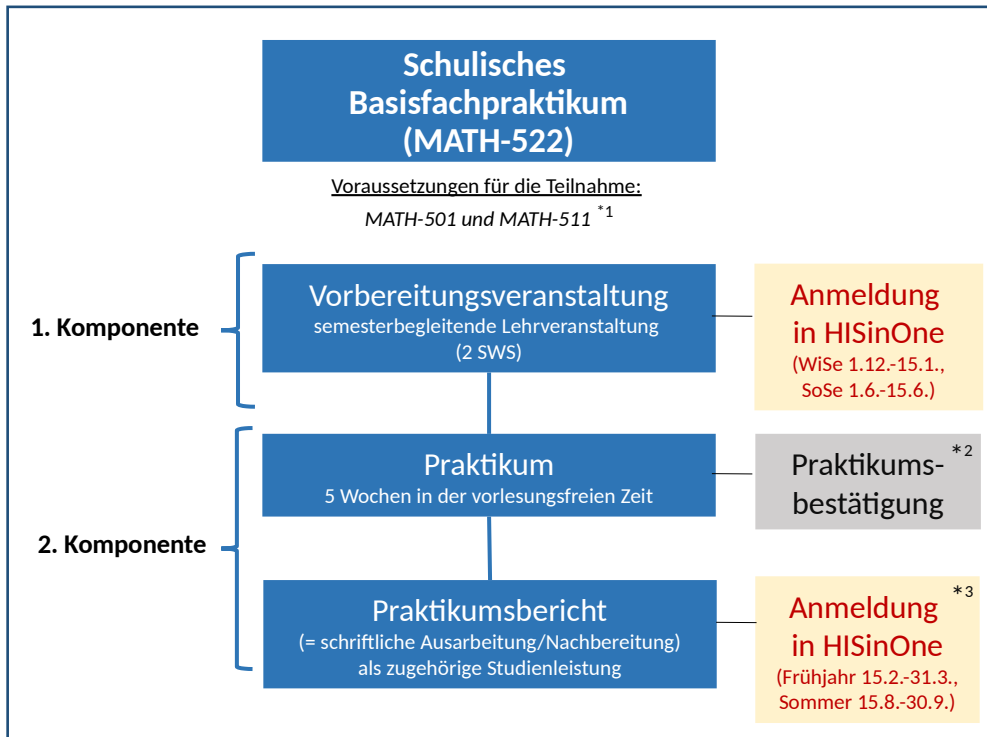 Schulisches
Basisfachpraktikum
(MATH-522)
Voraussetzungen für die Teilnahme:
MATH-501 und MATH-511 *1
1. Komponente
Vorbereitungsveranstaltung
semesterbegleitende Lehrveranstaltung
(2 SWS)
Anmeldung
in HISinOne
(WiSe 1.12.-15.1.,
SoSe 1.6.-15.6.)
2. Komponente
Praktikum
5 Wochen in der vorlesungsfreien Zeit
*2
Praktikums-
bestätigung
Praktikumsbericht
(= schriftliche Ausarbeitung/Nachbereitung)
als zugehörige Studienleistung
*3
Anmeldung
in HISinOne
(Frühjahr 15.2.-31.3.,
Sommer 15.8.-30.9.)